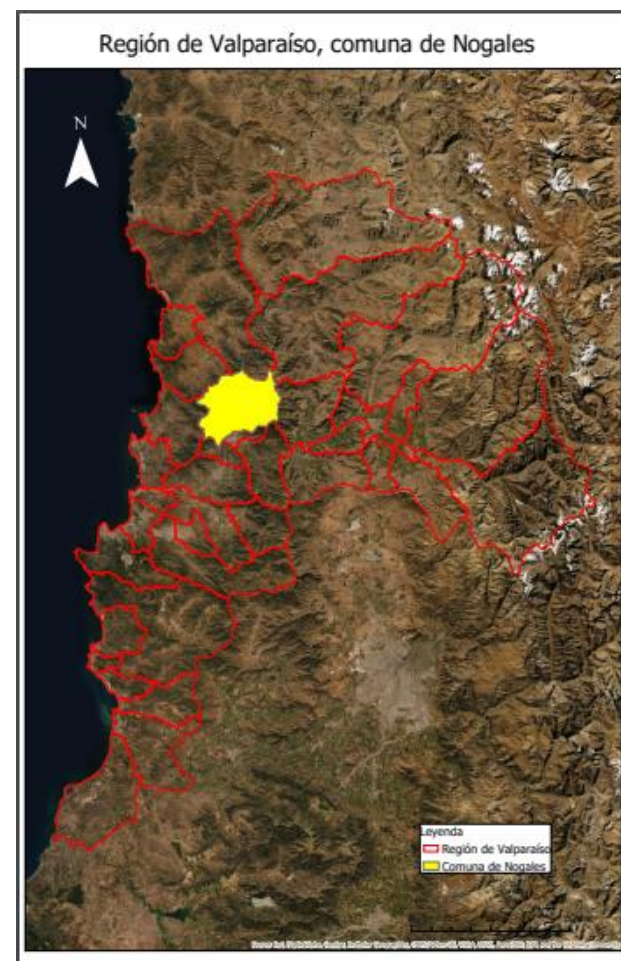 Región de Valparaíso, comuna de Nogales
N
Leyenda
Región de Valparaíso
Comuna de Nogales